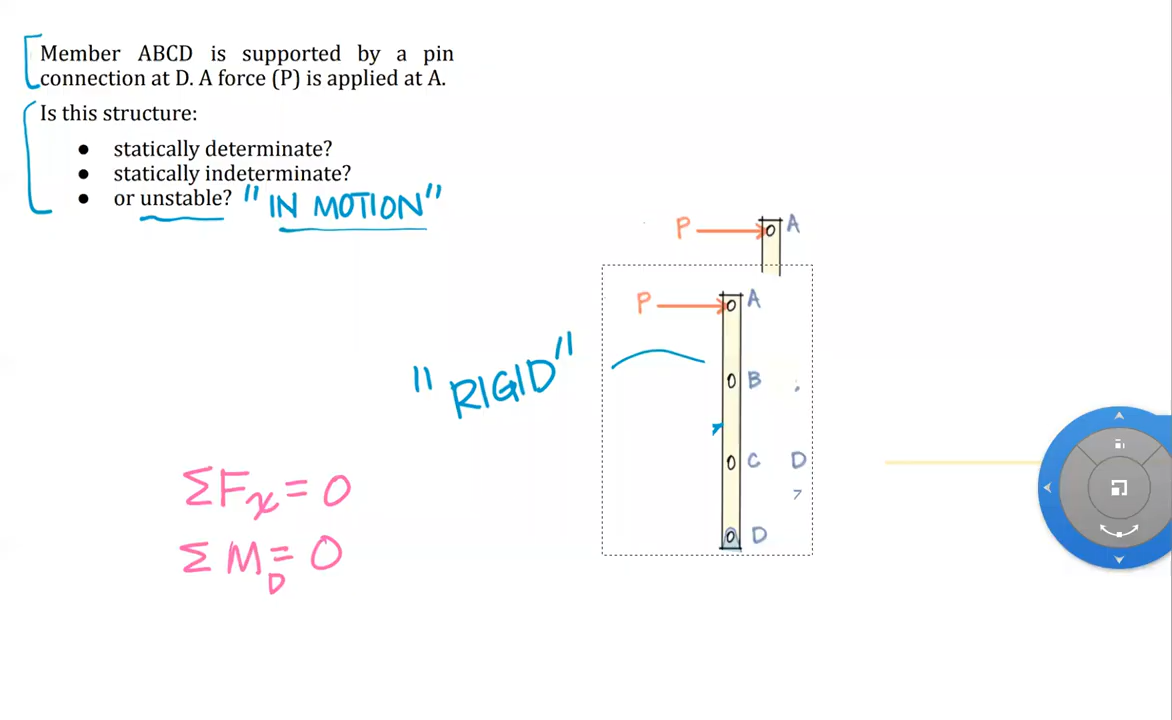 Member ABCD is supported by a pin
connection at D. A force (P) is applied at A.
Is this structure:
● statically determinate?
● statically indeterminate?
● or unstable? "IN MOTION"
P A
P A
"RIGID"
B
C D
D
ΣFx = 0
ΣM_D = 0